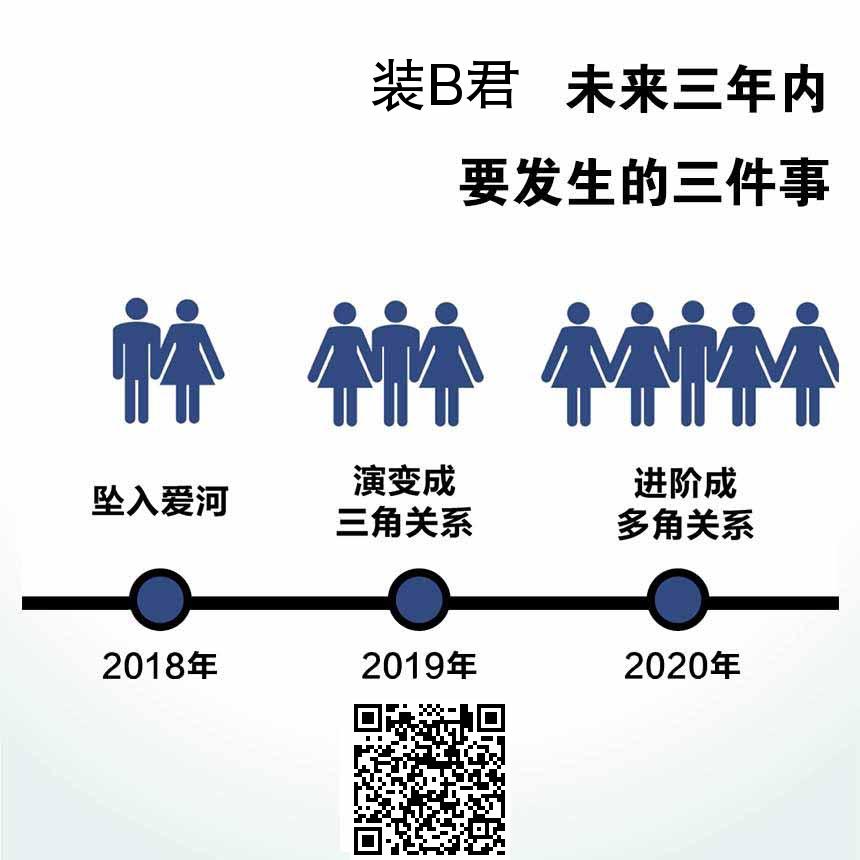 装B君 未来三年内
要发生的三件事
坠入爱河
演变成
三角关系
进阶成
多角关系
2018年
2019年
2020年